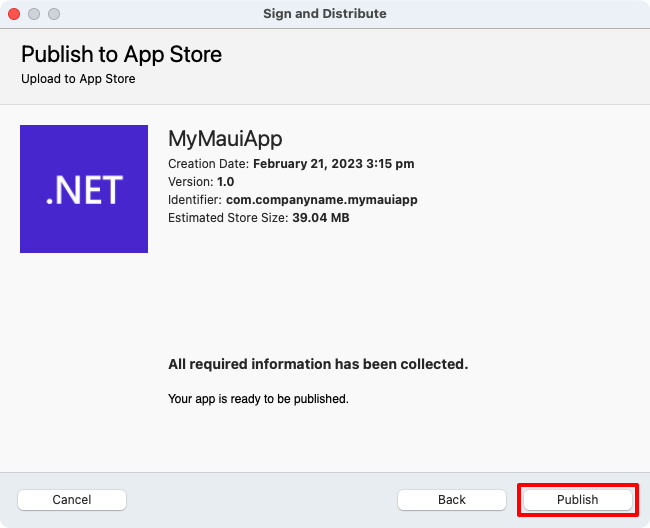 Sign and Distribute
Publish to App Store
Upload to App Store
.NET
MyMauiApp
Creation Date: February 21, 2023 3:15 pm
Version: 1.0
Identifier: com.companyname.mymauiapp
Estimated Store Size: 39.04 MB
All required information has been collected.
Your app is ready to be published.
Cancel
Back
Publish